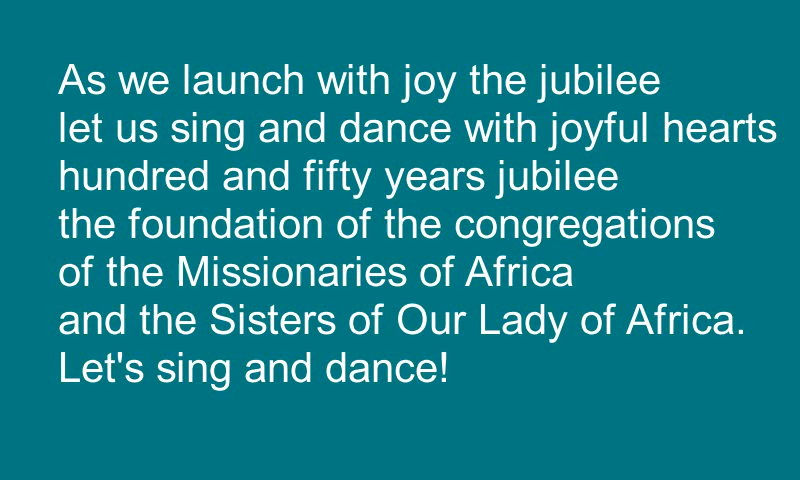 As we launch with joy the jubilee
let us sing and dance with joyful hearts
hundred and fifty years jubilee
the foundation of the congregations
of the Missionaries of Africa
and the Sisters of Our Lady of Africa.
Let's sing and dance!